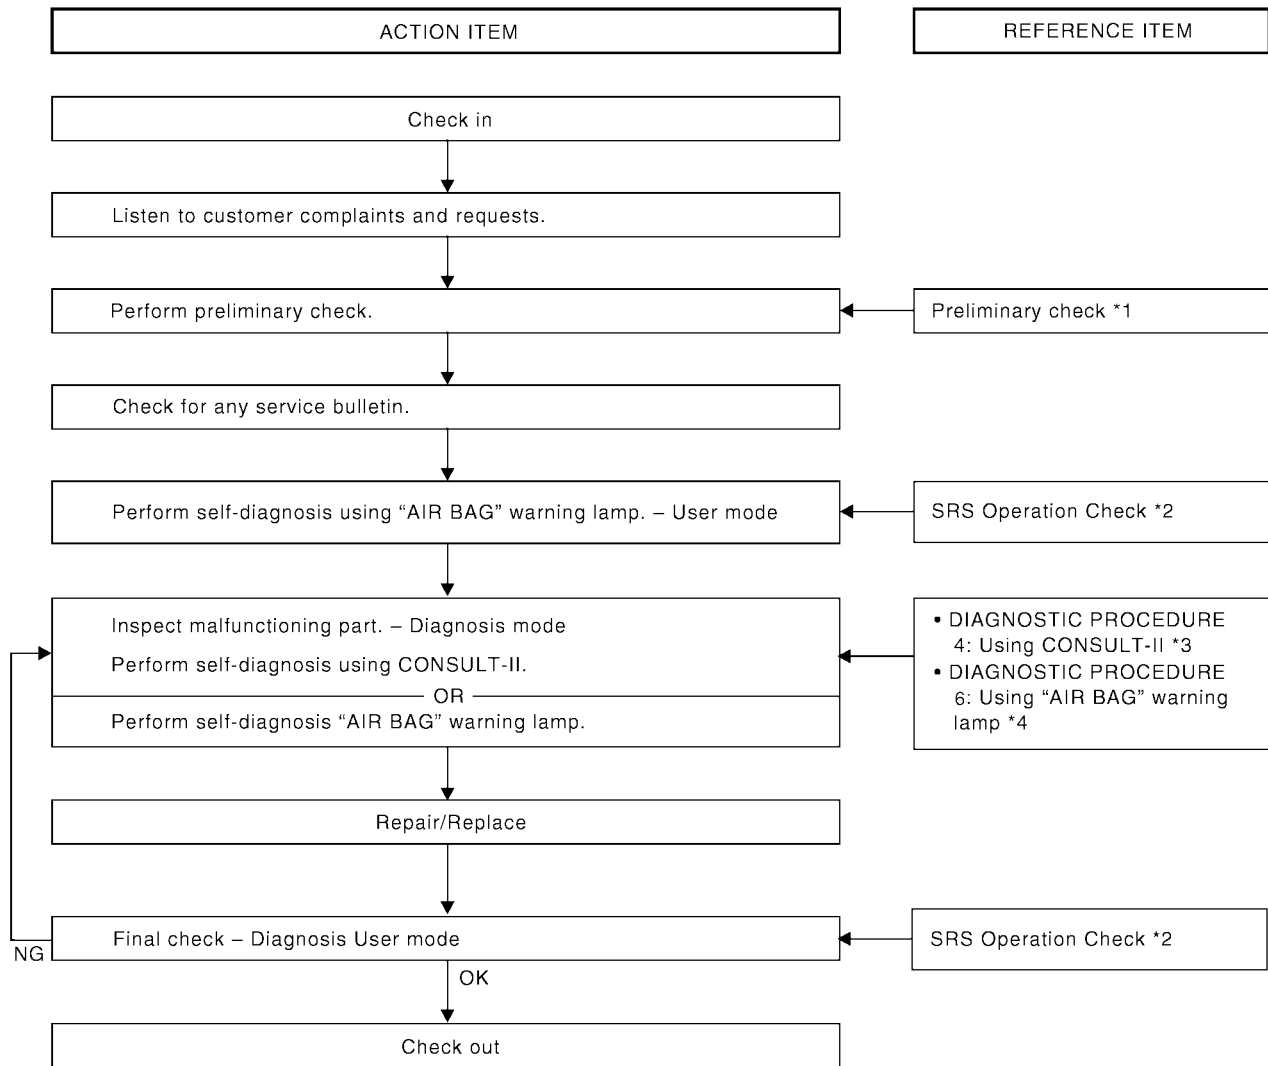 ACTION ITEM
REFERENCE ITEM
Check in
Listen to customer complaints and requests.
Perform preliminary check.
Preliminary check *1
Check for any service bulletin.
Perform self-diagnosis using “AIR BAG” warning lamp. – User mode
SRS Operation Check *2
Inspect malfunctioning part. – Diagnosis mode
Perform self-diagnosis using CONSULT-II.
OR
Perform self-diagnosis “AIR BAG” warning lamp.
• DIAGNOSTIC PROCEDURE
4: Using CONSULT-II *3
• DIAGNOSTIC PROCEDURE
6: Using “AIR BAG” warning
lamp *4
Repair/Replace
Final check – Diagnosis User mode
SRS Operation Check *2
NG
OK
Check out